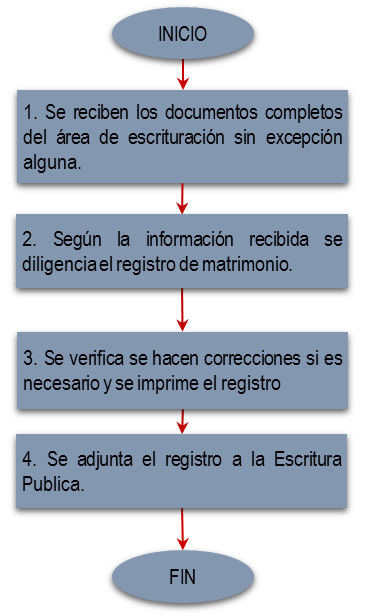 INICIO
1. Se reciben los documentos completos
del área de escrituración sin excepción
alguna.
2. Según la información recibida se
diligencia el registro de matrimonio.
3. Se verifica se hacen correcciones si es
necesario y se imprime el registro
4. Se adjunta el registro a la Escritura
Publica.
FIN